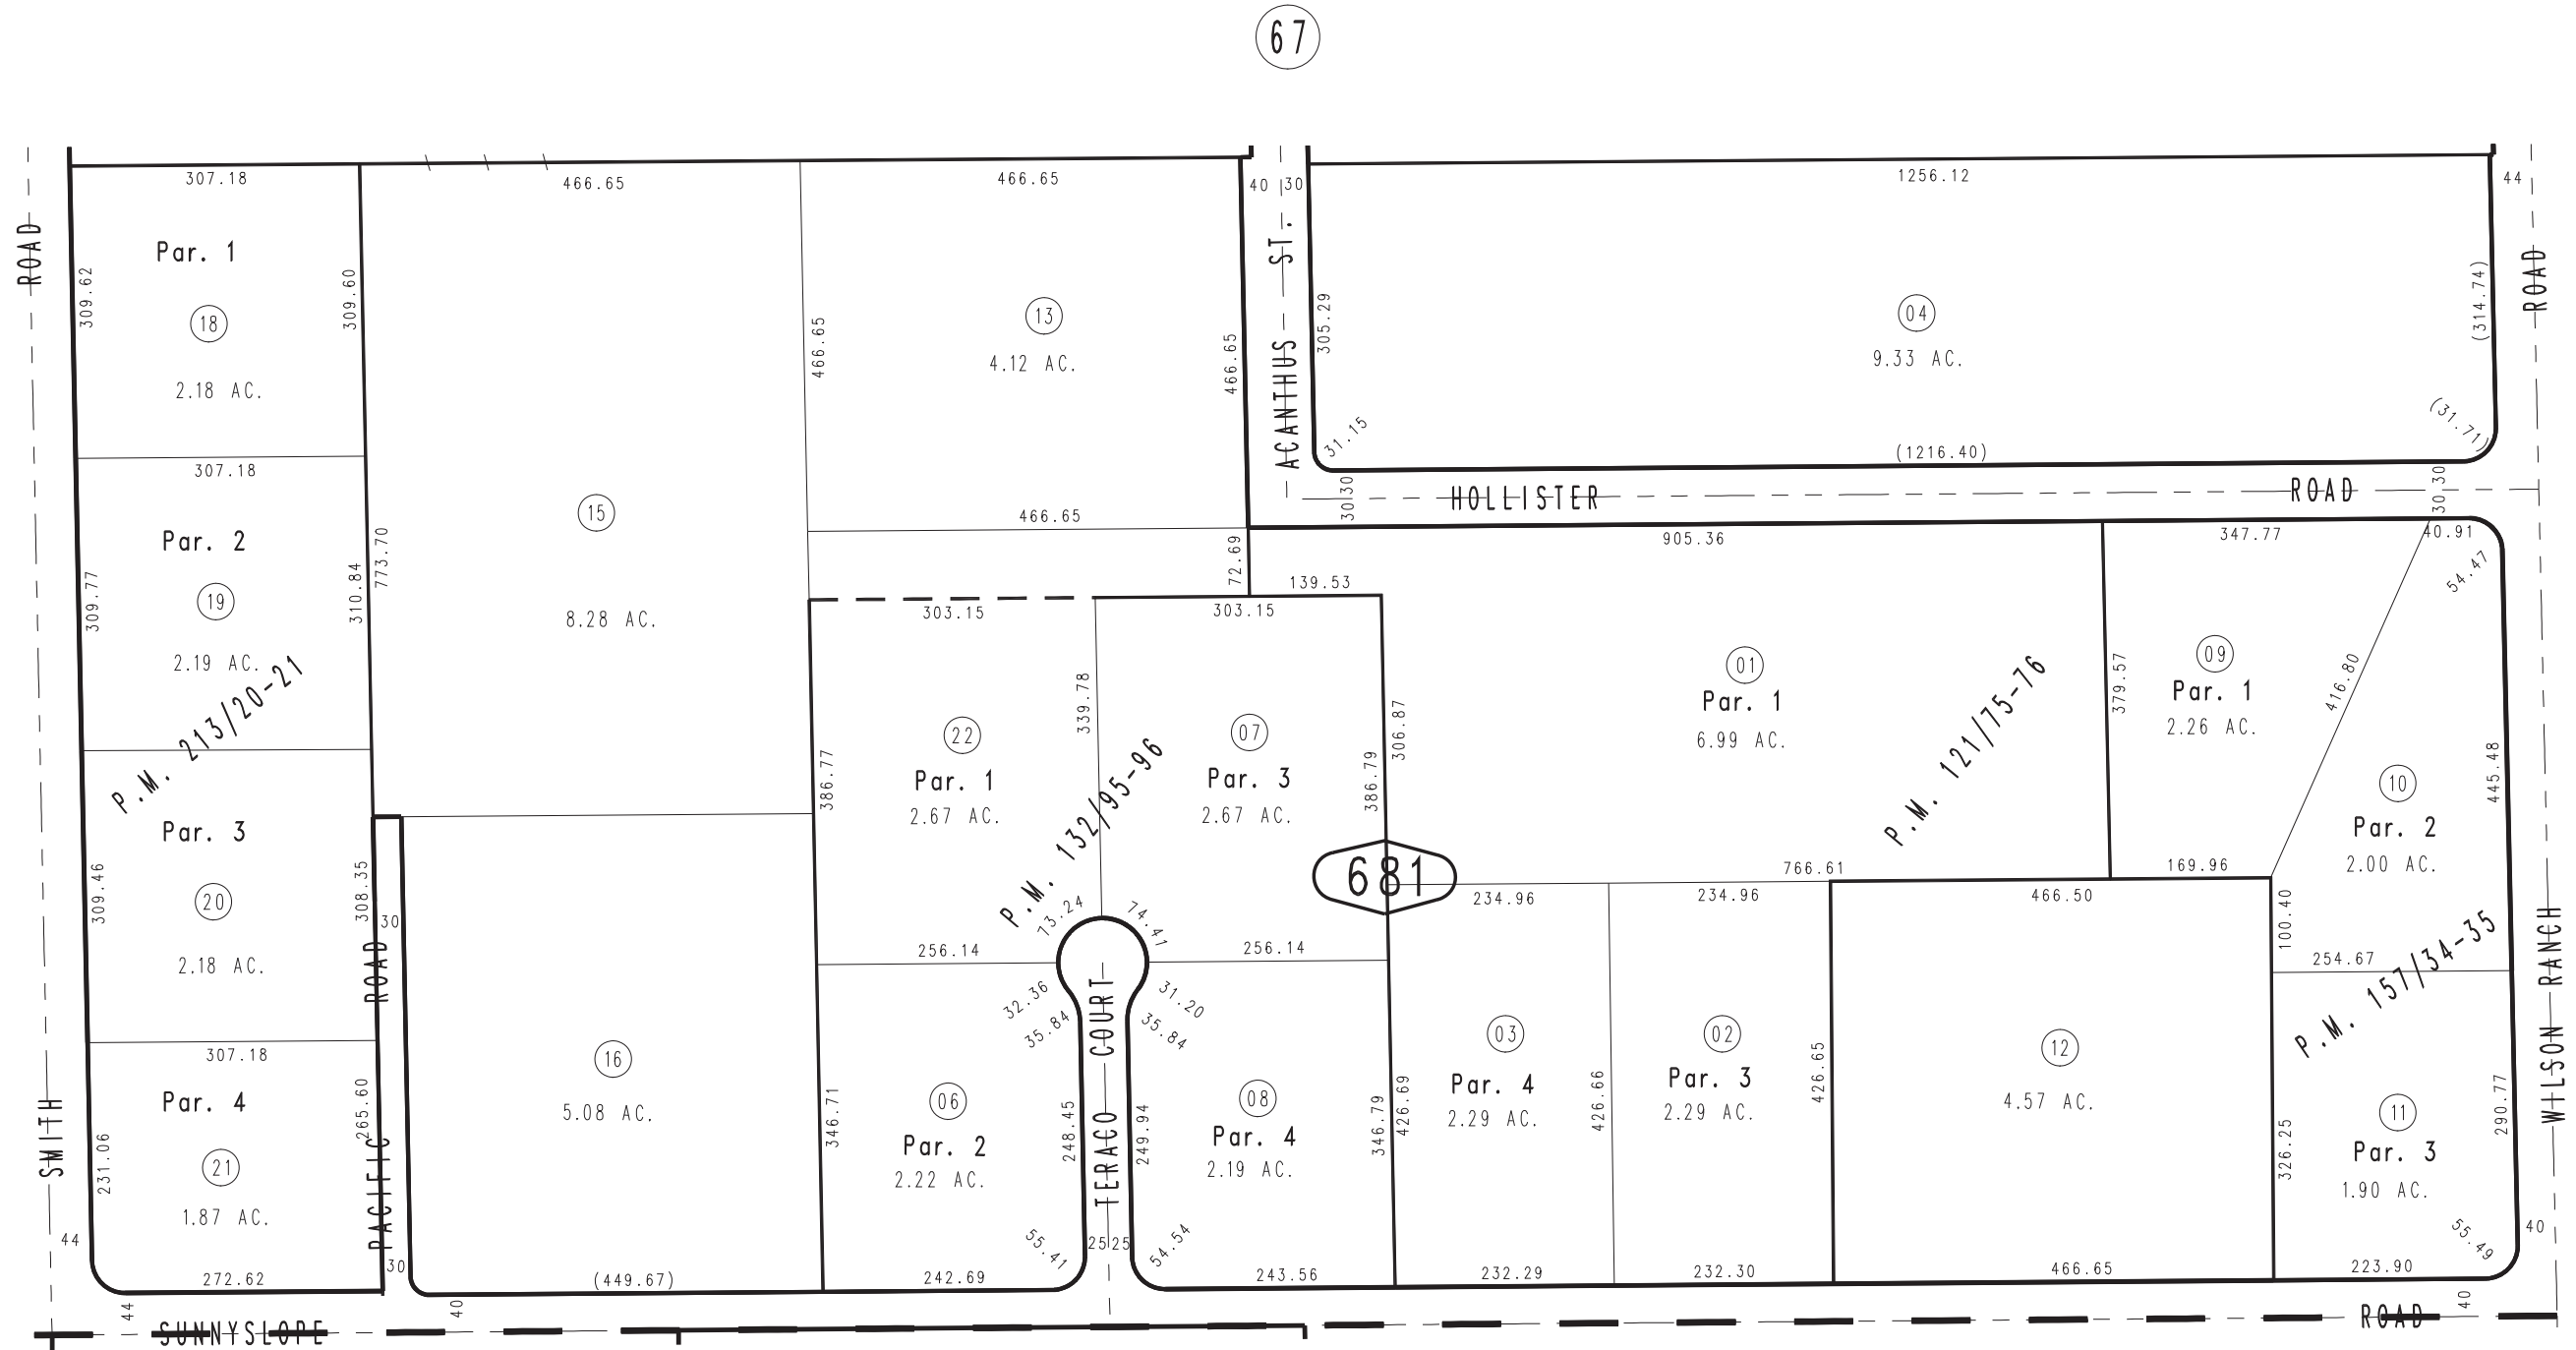 67
307.18
466.65
466.65
40
30
1256.12
44
ROAD
Par. 1
309.62
309.60
18
2.18 AC.
466.65
13
4.12 AC.
466.65
ACANTHUS ST.
305.29
04
9.33 AC.
(314.74)
ROAD
31.15
(31.71)
(1216.40)
307.18
30
30
HOLLISTER ROAD
30
30
15
8.28 AC.
466.65
Par. 2
309.77
310.84
773.70
19
2.19 AC.
P.M. 213/20-21
72.69
139.53
905.36
347.77
40.91
54.47
303.15
303.15
339.78
306.87
379.57
416.80
01
Par. 1
6.99 AC.
P.M. 121/75-76
09
Par. 1
2.26 AC.
22
Par. 1
2.67 AC.
386.77
07
Par. 3
2.67 AC.
386.79
P.M. 132/95-96
10
Par. 2
2.00 AC.
445.48
Par. 3
309.46
308.35
20
2.18 AC.
30
681
766.61
169.96
234.96
234.96
466.50
100.40
73.24
74.41
256.14
256.14
254.67
P.M. 157/34-35
WILSON RANCH
32.36
31.20
35.84
35.84
307.18
Par. 4
231.06
265.60
21
1.87 AC.
PACIFIC ROAD
16
5.08 AC.
346.71
06
Par. 2
2.22 AC.
248.45
TERACO COURT
249.94
08
Par. 4
2.19 AC.
346.79
426.69
03
Par. 4
2.29 AC.
426.66
02
Par. 3
2.29 AC.
426.65
12
4.57 AC.
326.25
11
Par. 3
1.90 AC.
290.77
SMITH
44
30
55.41
25
25
54.54
55.49
40
272.62
(449.67)
242.69
243.56
232.29
232.30
466.65
223.90
44
40
40
SUNNYSLOPE ROAD